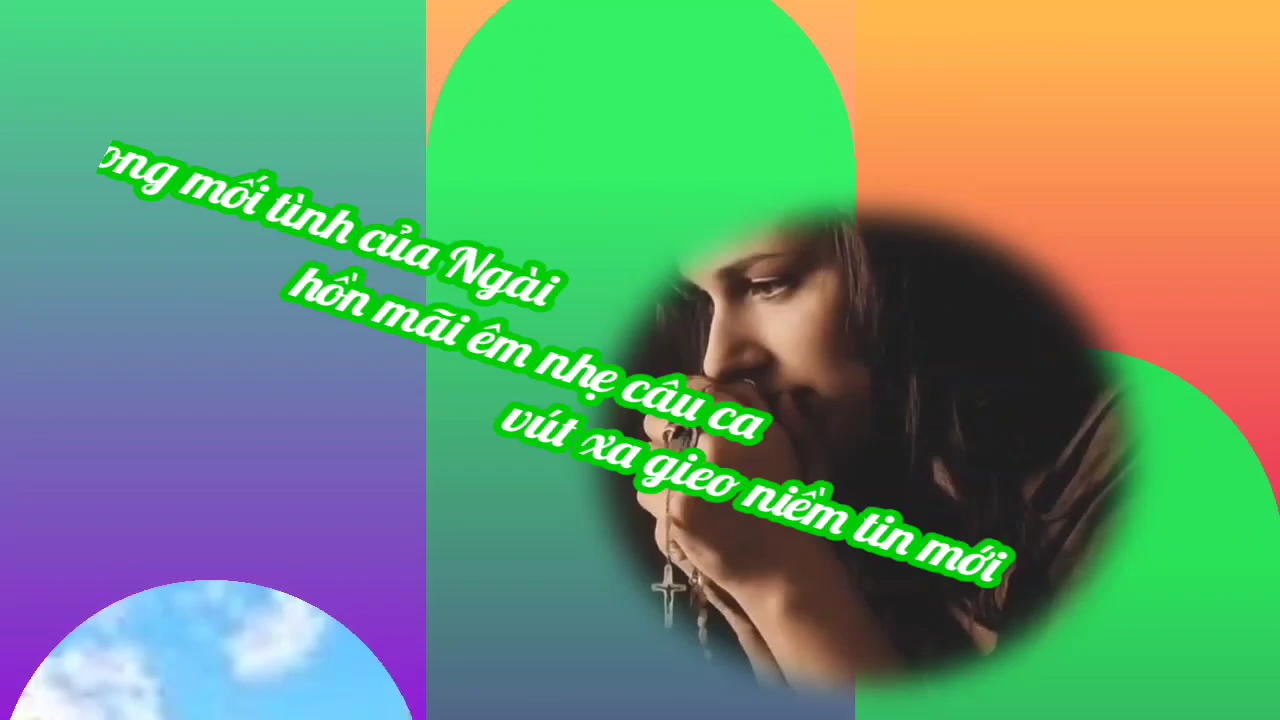 mối tình của Ngài
hồn mãi êm nhẹ câu ca
vút xa gieo niềm tin mới